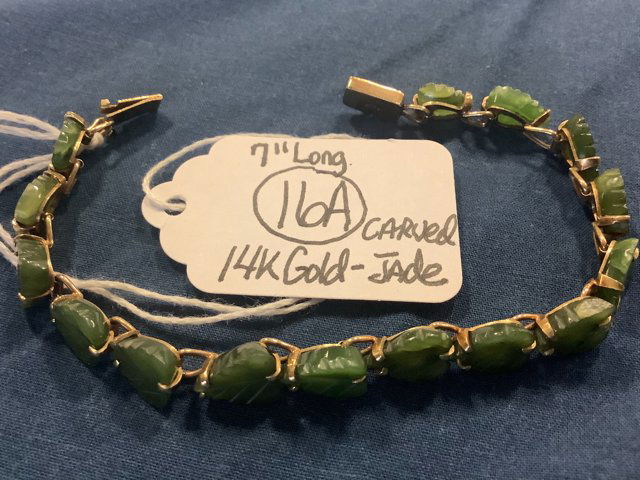 7" Long
16A
CARVED
14K Gold-JADE